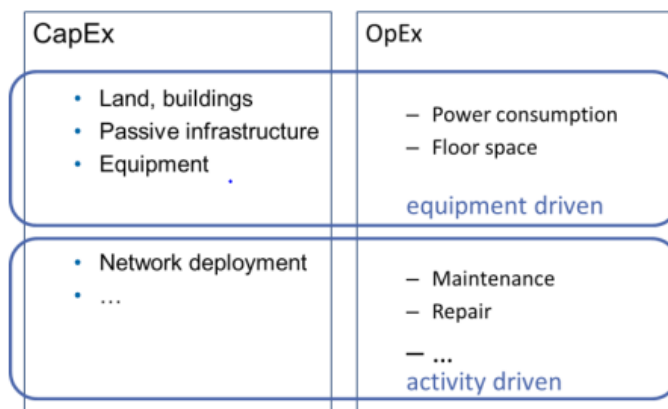 CapEx
• Land, buildings
• Passive infrastructure
• Equipment
• Network deployment
• …
OpEx
– Power consumption
– Floor space
equipment driven
– Maintenance
– Repair
– ...
activity driven